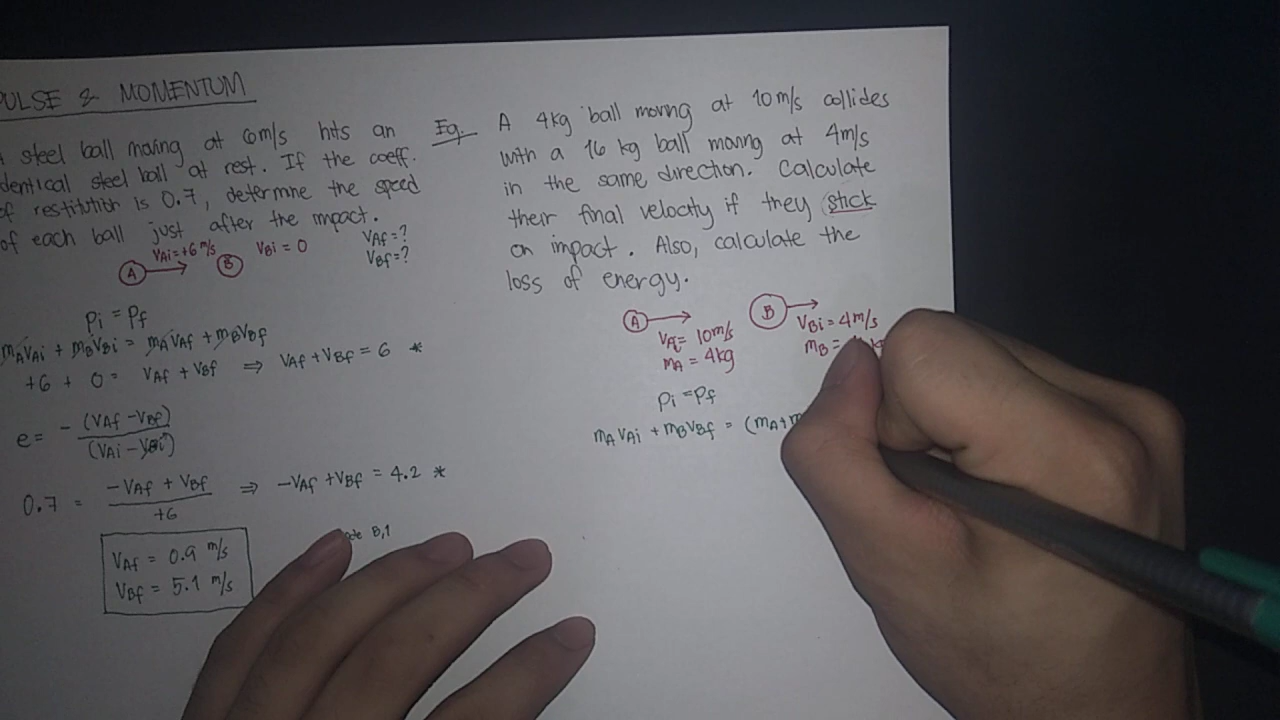 PULSE & MOMENTUM
steel ball moving at 6m/s hits an
dentical steel ball at rest. If the coeff.
of restitution is 0.7, determine the speed
of each ball just after the impact.
VAi=+6 m/s
VBi = 0
VAf = ?
VBf = ?
A
B
Pi = Pf
mAVAi + mBVBi = mAVAf + mBVBf
+6 + 0 = VAf + VBf ⇒ VAf + VBf = 6 *
e = - (VAf - VBf) / (VAi - VBi)
0.7 = -VAf + VBf / +6 ⇒ -VAf + VBf = 4.2 *
8,1
VAf = 0.9 m/s
VBf = 5.1 m/s
Eg. A 4kg ball moving at 10m/s collides
with a 16 kg ball moving at 4m/s
in the same direction. Calculate
their final velocity if they stick
on impact. Also, calculate the
loss of energy.
A
B
VAi = 10m/s
mA = 4kg
VBi = 4m/s
mB =
Pi = Pf
mAVAi + mBVBf = (mA+m